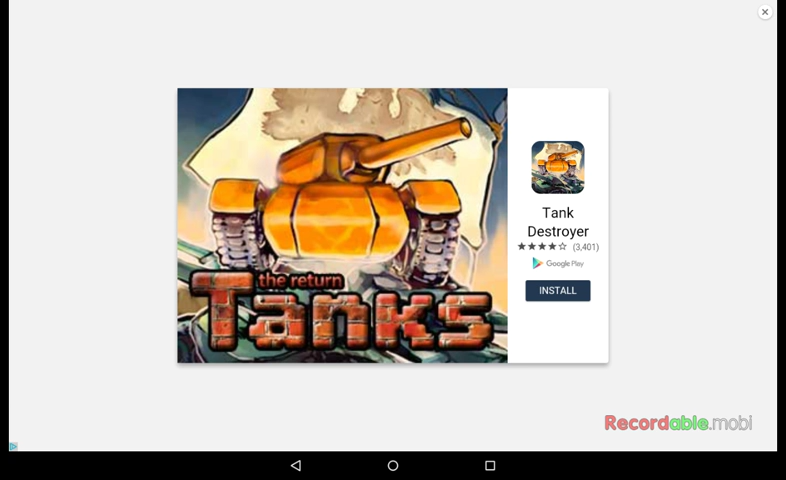 the return
Tanks
Tank
Destroyer
(3,401)
Google Play
INSTALL
Recordable.mobi